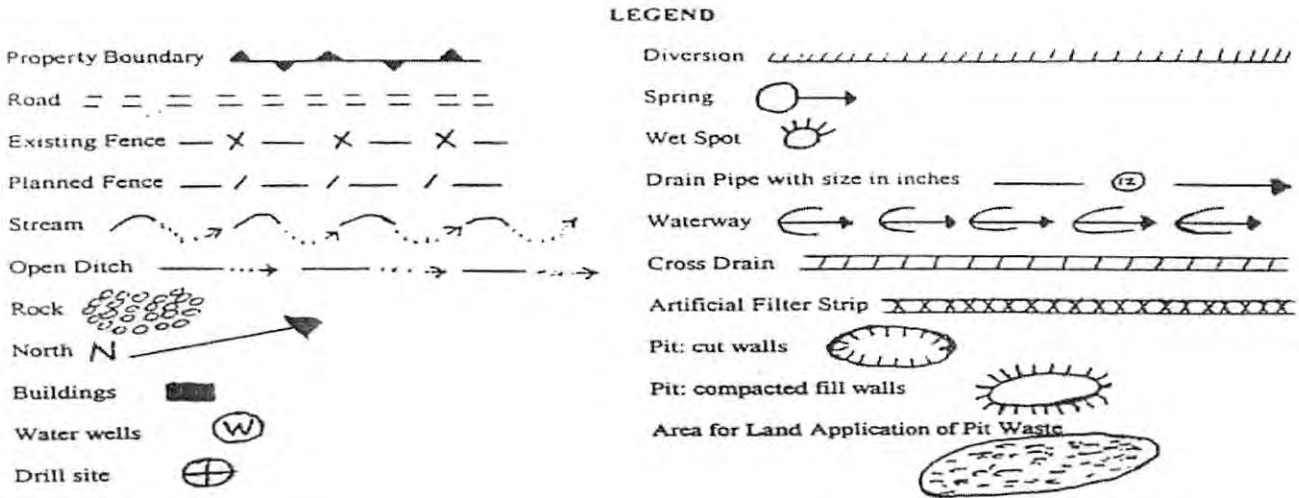 LEGEND
Property Boundary
Road
Existing Fence
Planned Fence
Stream
Open Ditch
Rock
North N
Buildings
Water wells W
Drill site
Diversion
Spring
Wet Spot
Drain Pipe with size in inches 12
Waterway
Cross Drain
Artificial Filter Strip
Pit: cut walls
Pit: compacted fill walls
Area for Land Application of Pit Waste